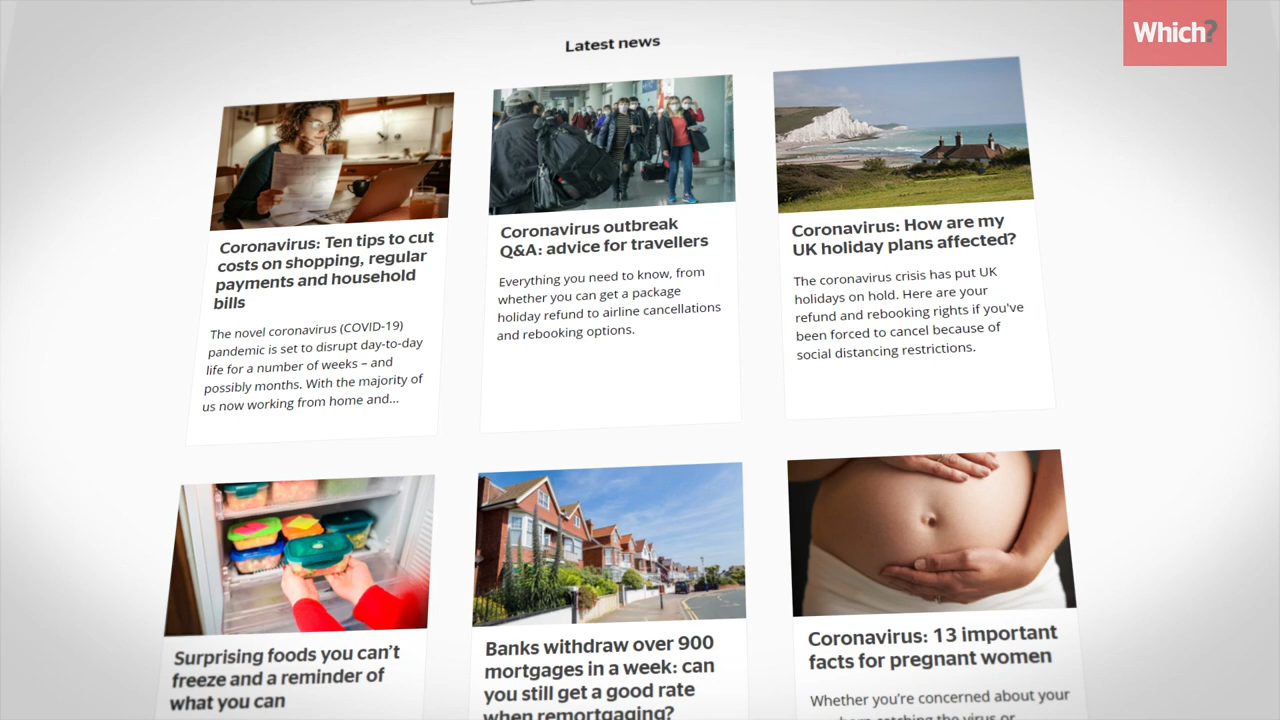 Which?
Latest news
Coronavirus: Ten tips to cut
costs on shopping, regular
payments and household
bills
The novel coronavirus (COVID-19)
pandemic is set to disrupt day-to-day
life for a number of weeks – and
possibly months. With the majority of
us now working from home and...
Coronavirus outbreak
Q&A: advice for travellers
Everything you need to know, from
whether you can get a package
holiday refund to airline cancellations
and rebooking options.
Coronavirus: How are my
UK holiday plans affected?
The coronavirus crisis has put UK
holidays on hold. Here are your
refund and rebooking rights if you've
been forced to cancel because of
social distancing restrictions.
Surprising foods you can’t
freeze and a reminder of
what you can
Banks withdraw over 900
mortgages in a week: can
you still get a good rate
when remortgaging?
Coronavirus: 13 important
facts for pregnant women
Whether you’re concerned about your
catching the virus or